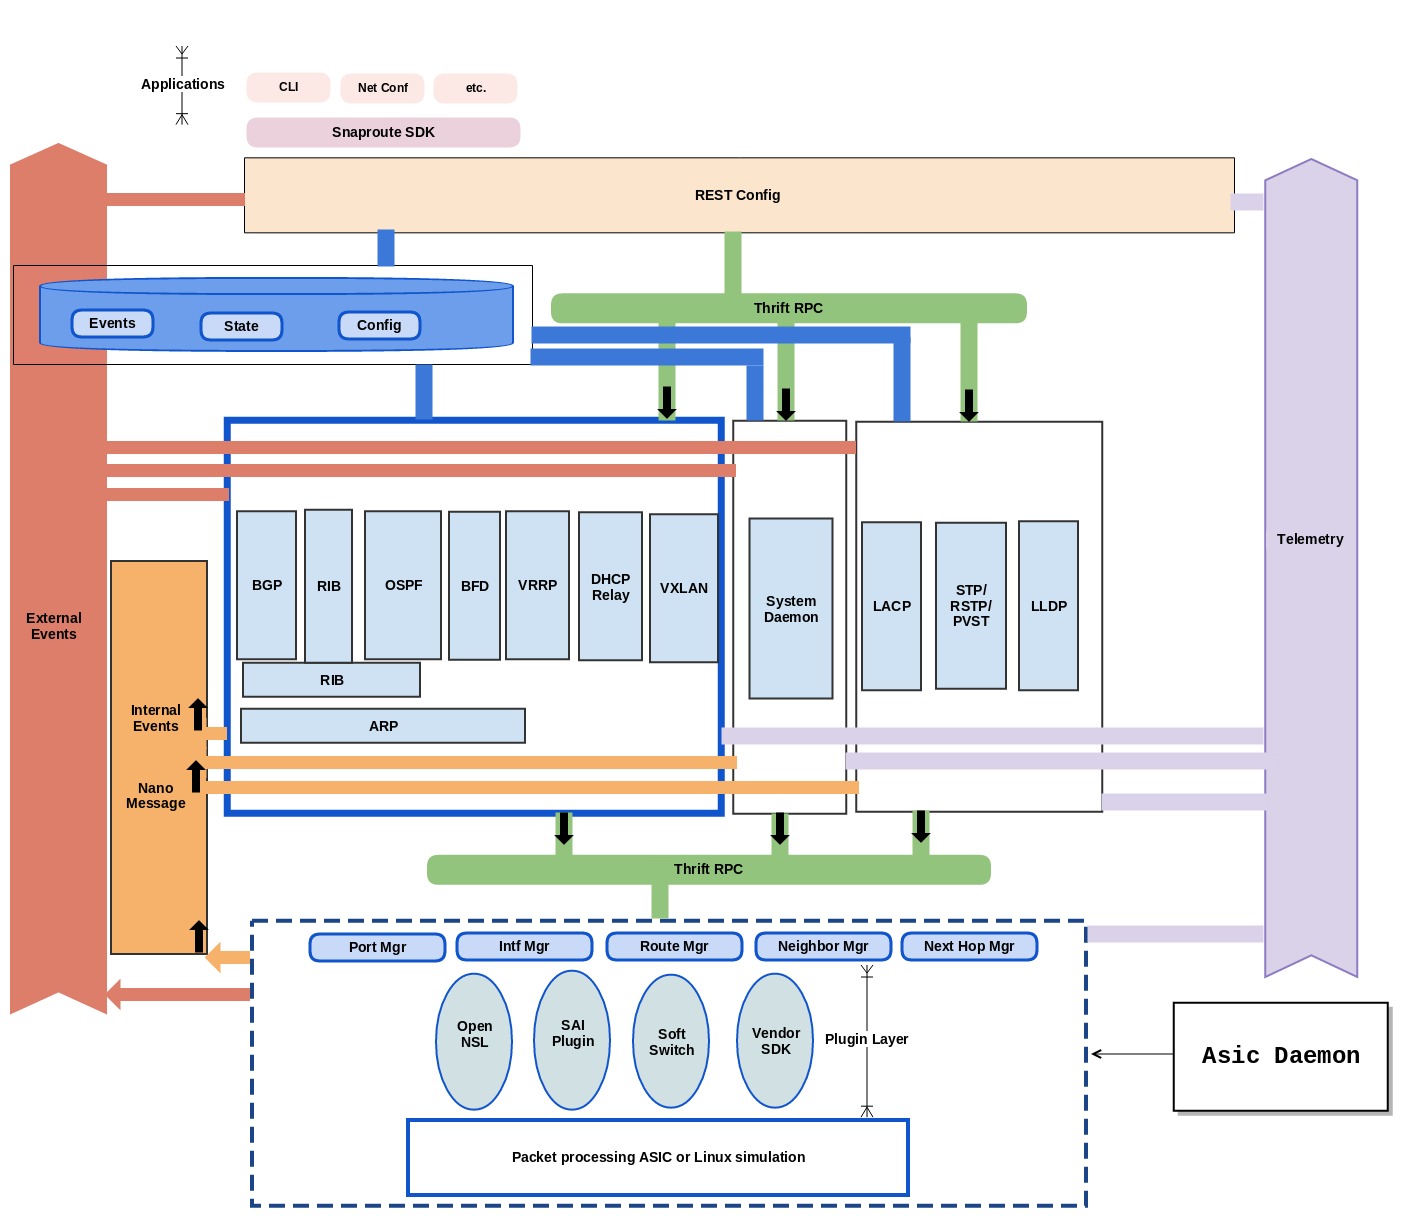 Applications
CLI
Net Conf
etc.
Snaproute SDK
REST Config
Thrift RPC
Events
State
Config
Telemetry
External
Events
BGP
RIB
OSPF
BFD
VRRP
DHCP
Relay
VXLAN
System
Daemon
LACP
STP/
RSTP/
PVST
LLDP
RIB
ARP
Internal
Events
Nano
Message
Thrift RPC
Port Mgr
Intf Mgr
Route Mgr
Neighbor Mgr
Next Hop Mgr
Open
NSL
SAI
Plugin
Soft
Switch
Vendor
SDK
Plugin Layer
Asic Daemon
Packet processing ASIC or Linux simulation